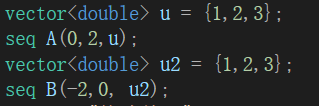 vector<double> u = {1,2,3};
seq A(0,2,u);
vector<double> u2 = {1,2,3};
seq B(-2,0, u2);